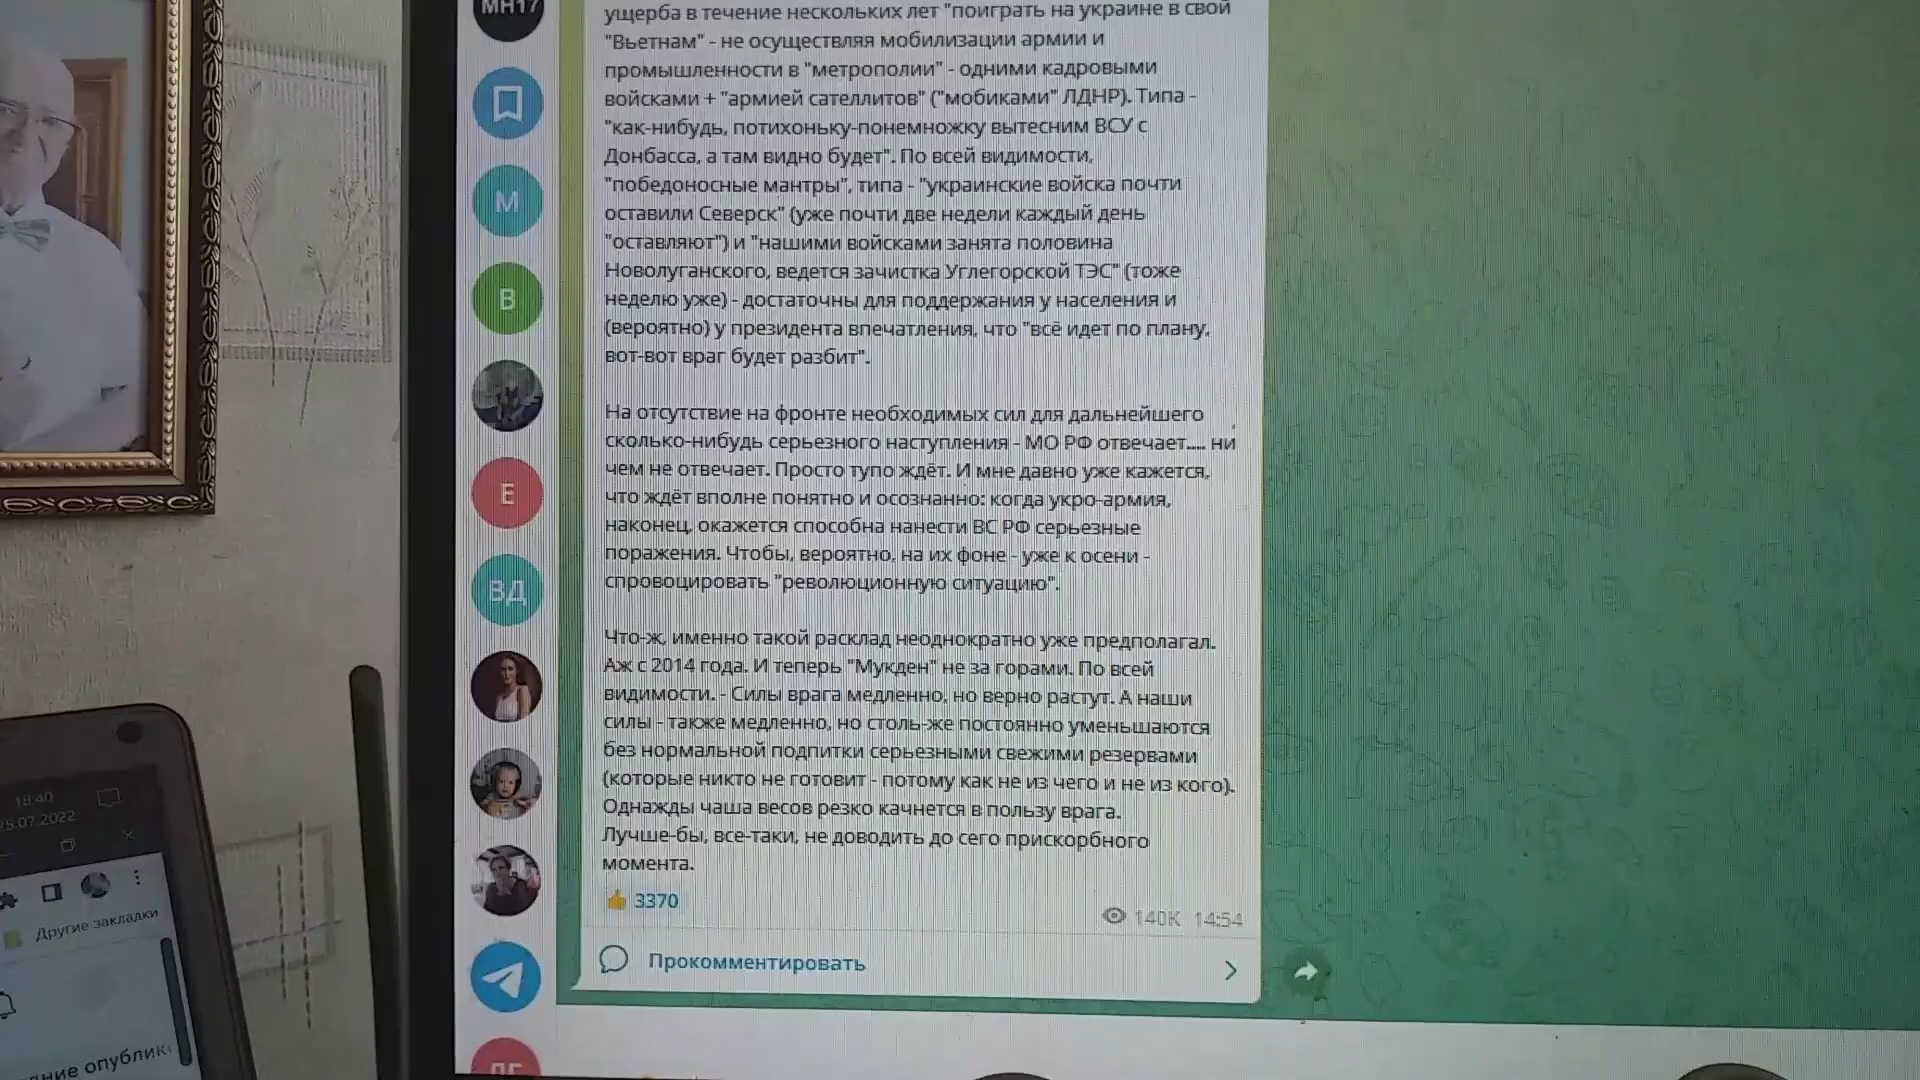 MH17
ущерба в течение нескольких лет "поиграть на украине в свой
"Вьетнам" - не осуществляя мобилизации армии и
промышленности в "метрополии" - одними кадровыми
войсками + "армией сателлитов" ("мобиками" ЛДНР). Типа -
"как-нибудь, потихоньку-понемножку вытесним ВСУ с
Донбасса, а там видно будет". По всей видимости,
"победоносные мантры", типа - "украинские войска почти
оставили Северск" (уже почти две недели каждый день
"оставляют") и "нашими войсками занята половина
Новолуганского, ведется зачистка Углегорской ТЭС" (тоже
неделю уже) - достаточны для поддержания у населения и
(вероятно) у президента впечатления, что "всё идет по плану,
вот-вот враг будет разбит".
На отсутствие на фронте необходимых сил для дальнейшего
сколько-нибудь серьезного наступления - МО РФ отвечает.... ни
чем не отвечает. Просто тупо ждёт. И мне давно уже кажется,
что ждёт вполне понятно и осознанно: когда укро-армия,
наконец, окажется способна нанести ВС РФ серьезные
поражения. Чтобы, вероятно, на их фоне - уже к осени -
спровоцировать "революционную ситуацию".
Что-ж, именно такой расклад неоднократно уже предполагал.
Аж с 2014 года. И теперь "Мукден" не за горами. По всей
видимости. - Силы врага медленно, но верно растут. А наши
силы - также медленно, но столь-же постоянно уменьшаются
без нормальной подпитки серьезными свежими резервами
(которые никто не готовит - потому как не из чего и не из кого).
Однажды чаша весов резко качнется в пользу врага.
Лучше-бы, все-таки, не доводить до сего прискорбного
момента.
3370
140K 14:54
Прокомментировать
М
В
Е
ВД
18:40
.07.2022
Другие закладки